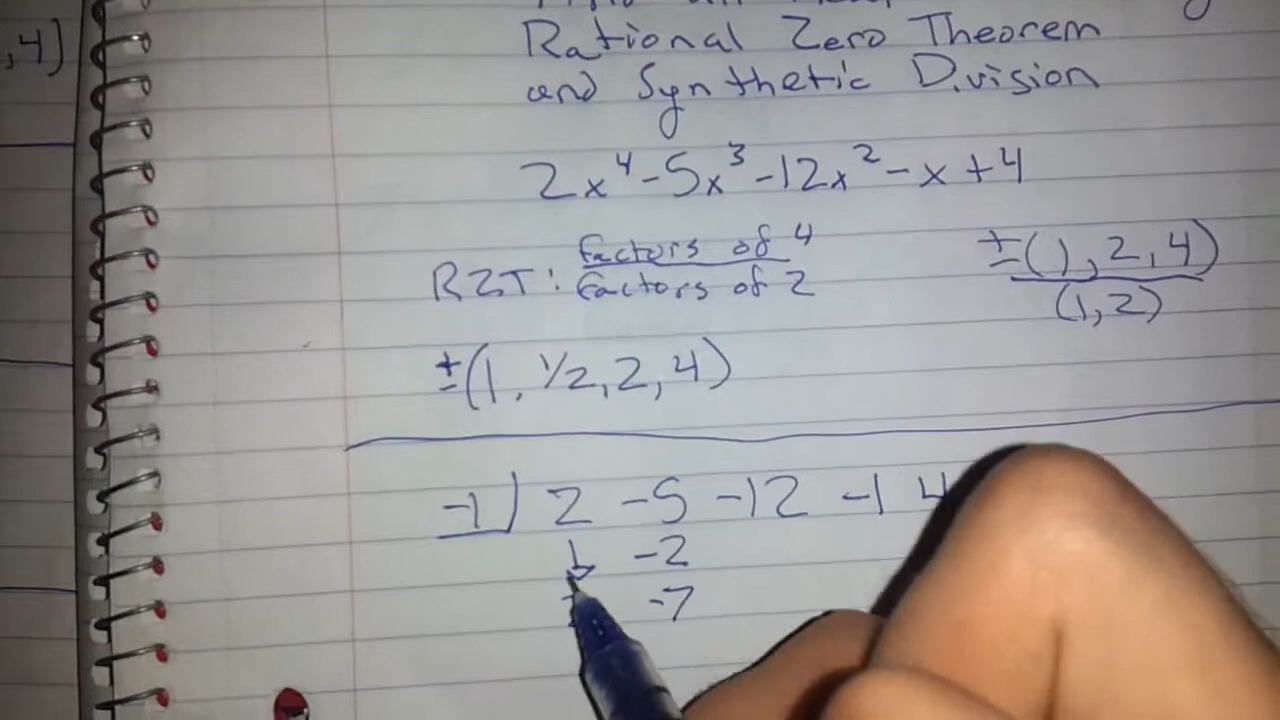 ,4)
Rational Zero Theorem
and Synthetic Division
2x⁴-5x³-12x²-x+4
RZT: factors of 4
factors of 2
±(1,2,4)
(1,2)
±(1, 1/2, 2, 4)
-1 2 -5 -12 -1 4
-2
-7